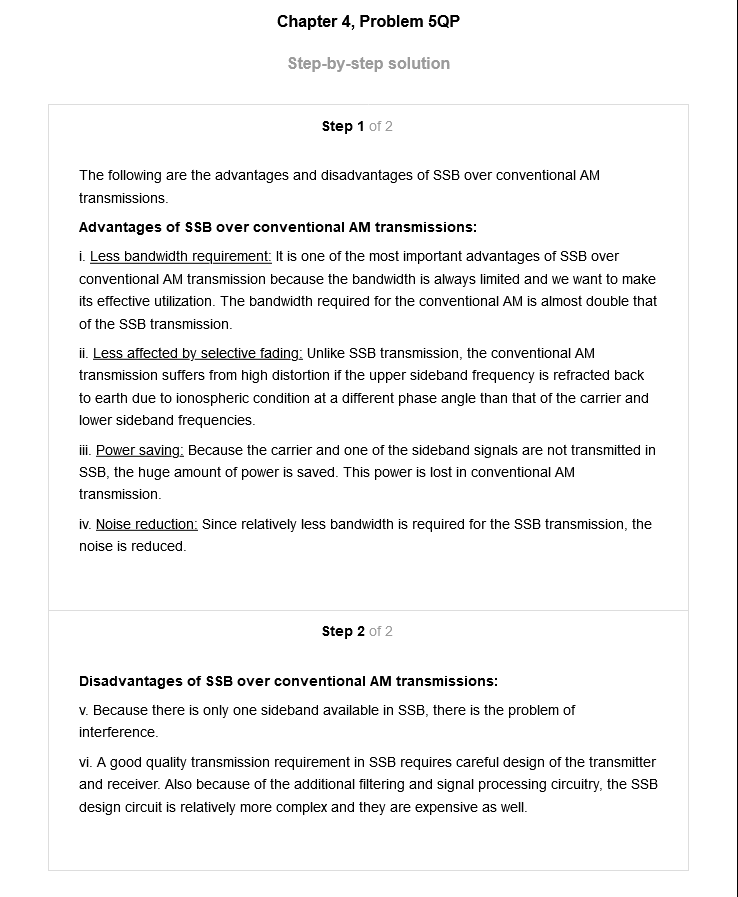 Chapter 4, Problem 5QP
Step-by-step solution
Step 1 of 2
The following are the advantages and disadvantages of SSB over conventional AM
transmissions.
Advantages of SSB over conventional AM transmissions:
i. Less bandwidth requirement: It is one of the most important advantages of SSB over
conventional AM transmission because the bandwidth is always limited and we want to make
its effective utilization. The bandwidth required for the conventional AM is almost double that
of the SSB transmission.
ii. Less affected by selective fading: Unlike SSB transmission, the conventional AM
transmission suffers from high distortion if the upper sideband frequency is refracted back
to earth due to ionospheric condition at a different phase angle than that of the carrier and
lower sideband frequencies.
iii. Power saving: Because the carrier and one of the sideband signals are not transmitted in
SSB, the huge amount of power is saved. This power is lost in conventional AM
transmission.
iv. Noise reduction: Since relatively less bandwidth is required for the SSB transmission, the
noise is reduced.
Step 2 of 2
Disadvantages of SSB over conventional AM transmissions:
v. Because there is only one sideband available in SSB, there is the problem of
interference.
vi. A good quality transmission requirement in SSB requires careful design of the transmitter
and receiver. Also because of the additional filtering and signal processing circuitry, the SSB
design circuit is relatively more complex and they are expensive as well.